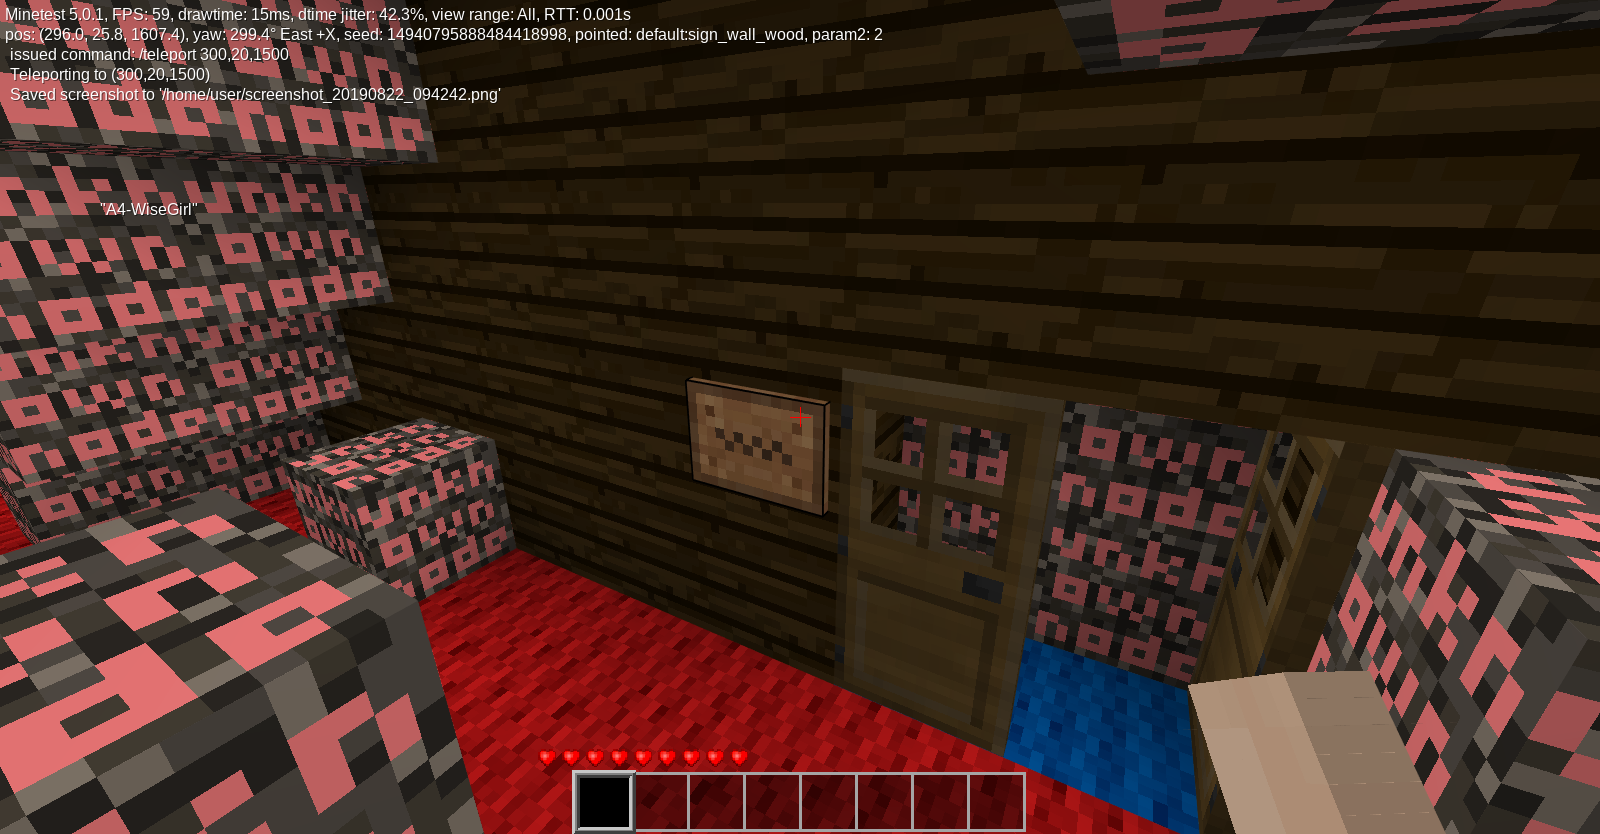 Minetest 5.0.1, FPS: 59, drawtime: 15ms, dtime jitter: 42.3%, view range: All, RTT: 0.001s
pos: (296.0, 25.8, 1607.4), yaw: 299.4° East +X, seed: 14940795888484418998, pointed: default:sign_wall_wood, param2: 2
issued command: /teleport 300,20,1500
Teleporting to (300,20,1500)
Saved screenshot to '/home/user/screenshot_20190822_094242.png'
"A4-WiseGirl"